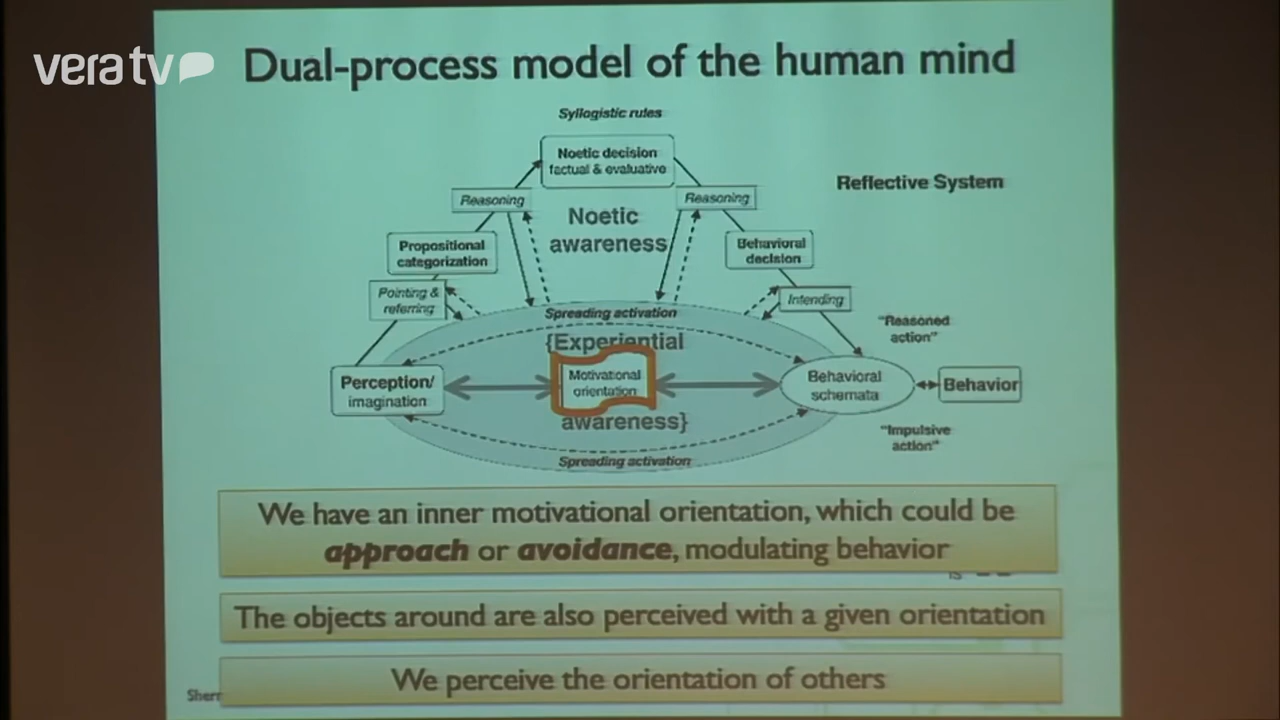 vera tv
Dual-process model of the human mind
Syllogistic rules
Noetic decision
factual & evaluative
Reflective System
Reasoning
Reasoning
Noetic
awareness
Propositional
categorization
Behavioral
decision
Pointing &
referring
Intending
Spreading activation
"Reasoned
action"
{Experiential
Perception/
imagination
Motivational
orientation
Behavioral
schemata
Behavior
awareness}
"Impulsive
action"
Spreading activation
We have an inner motivational orientation, which could be
approach or avoidance, modulating behavior
The objects around are also perceived with a given orientation
We perceive the orientation of others